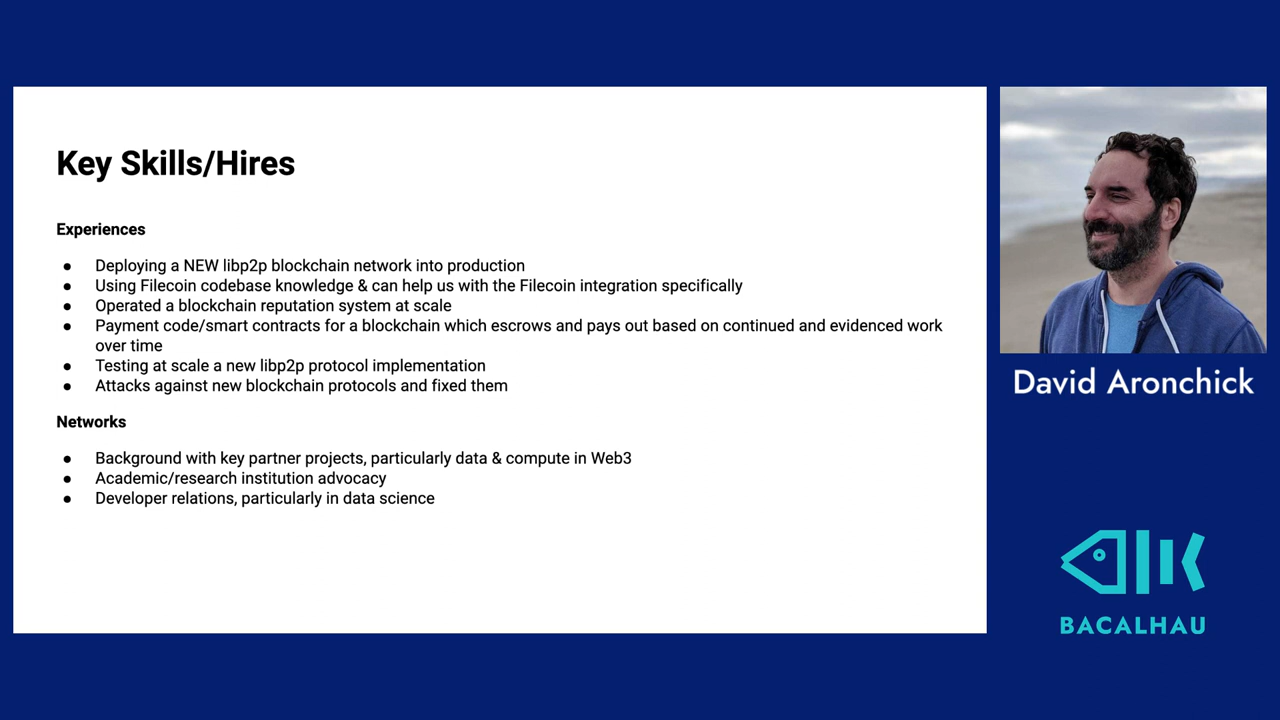 Key Skills/Hires
Experiences
● Deploying a NEW libp2p blockchain network into production
● Using Filecoin codebase knowledge & can help us with the Filecoin integration specifically
● Operated a blockchain reputation system at scale
● Payment code/smart contracts for a blockchain which escrows and pays out based on continued and evidenced work
over time
● Testing at scale a new libp2p protocol implementation
● Attacks against new blockchain protocols and fixed them
Networks
● Background with key partner projects, particularly data & compute in Web3
● Academic/research institution advocacy
● Developer relations, particularly in data science
David Aronchick
BACALHAU